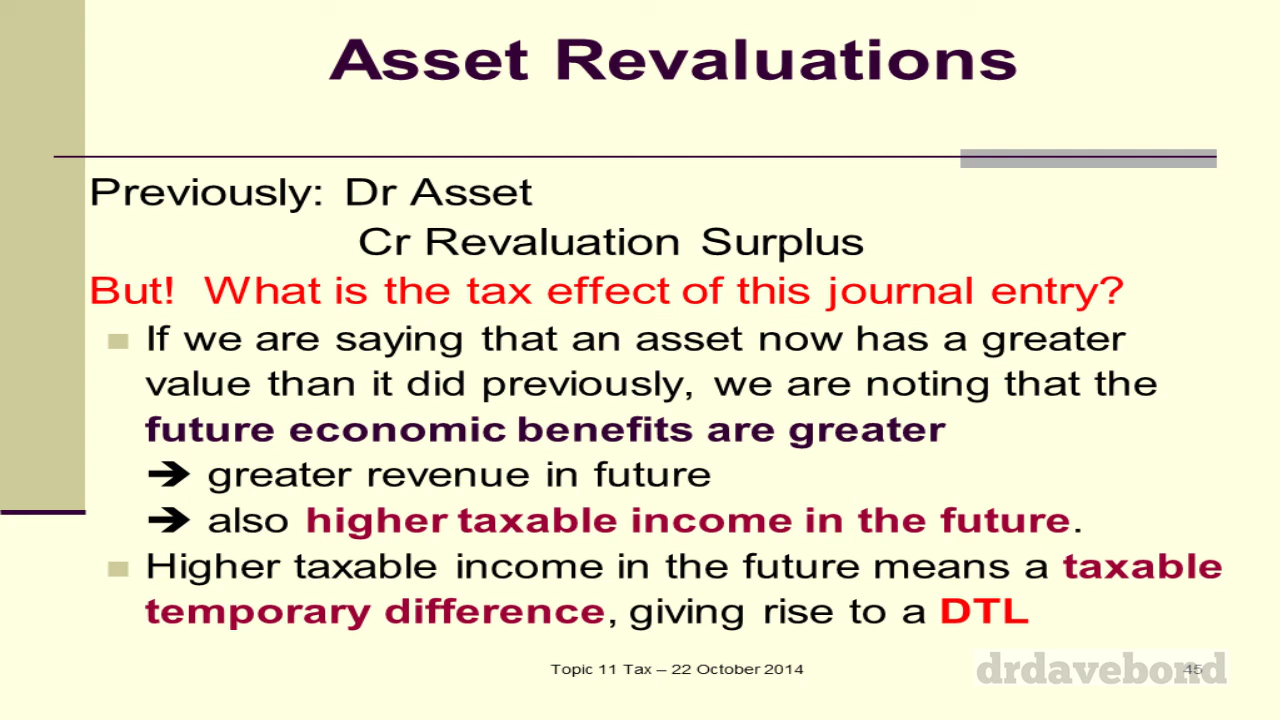 Asset Revaluations
Previously: Dr Asset
Cr Revaluation Surplus
But! What is the tax effect of this journal entry?
If we are saying that an asset now has a greater
value than it did previously, we are noting that the
future economic benefits are greater
➔ greater revenue in future
➔ also higher taxable income in the future.
Higher taxable income in the future means a taxable
temporary difference, giving rise to a DTL
Topic 11 Tax – 22 October 2014
drdavebond
45